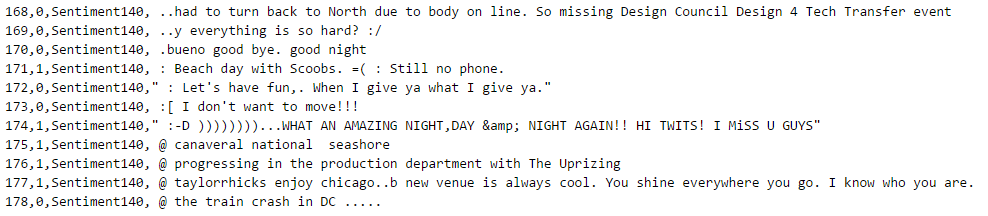 168,0,Sentiment140, ..had to turn back to North due to body on line. So missing Design Council Design 4 Tech Transfer event
169,0,Sentiment140, ..y everything is so hard? :/
170,0,Sentiment140, .bueno good bye. good night
171,1,Sentiment140, : Beach day with Scoobs. =( : Still no phone.
172,0,Sentiment140," : Let's have fun,. When I give ya what I give ya."
173,0,Sentiment140, :[ I don't want to move!!!
174,1,Sentiment140," :-D ))))))))...WHAT AN AMAZING NIGHT,DAY &amp; NIGHT AGAIN!! HI TWITS! I MiSS U GUYS"
175,1,Sentiment140, @ canaveral national  seashore
176,1,Sentiment140, @ progressing in the production department with The Uprizing
177,1,Sentiment140, @ taylorrhicks enjoy chicago..b new venue is always cool. You shine everywhere you go. I know who you are.
178,0,Sentiment140, @ the train crash in DC .....